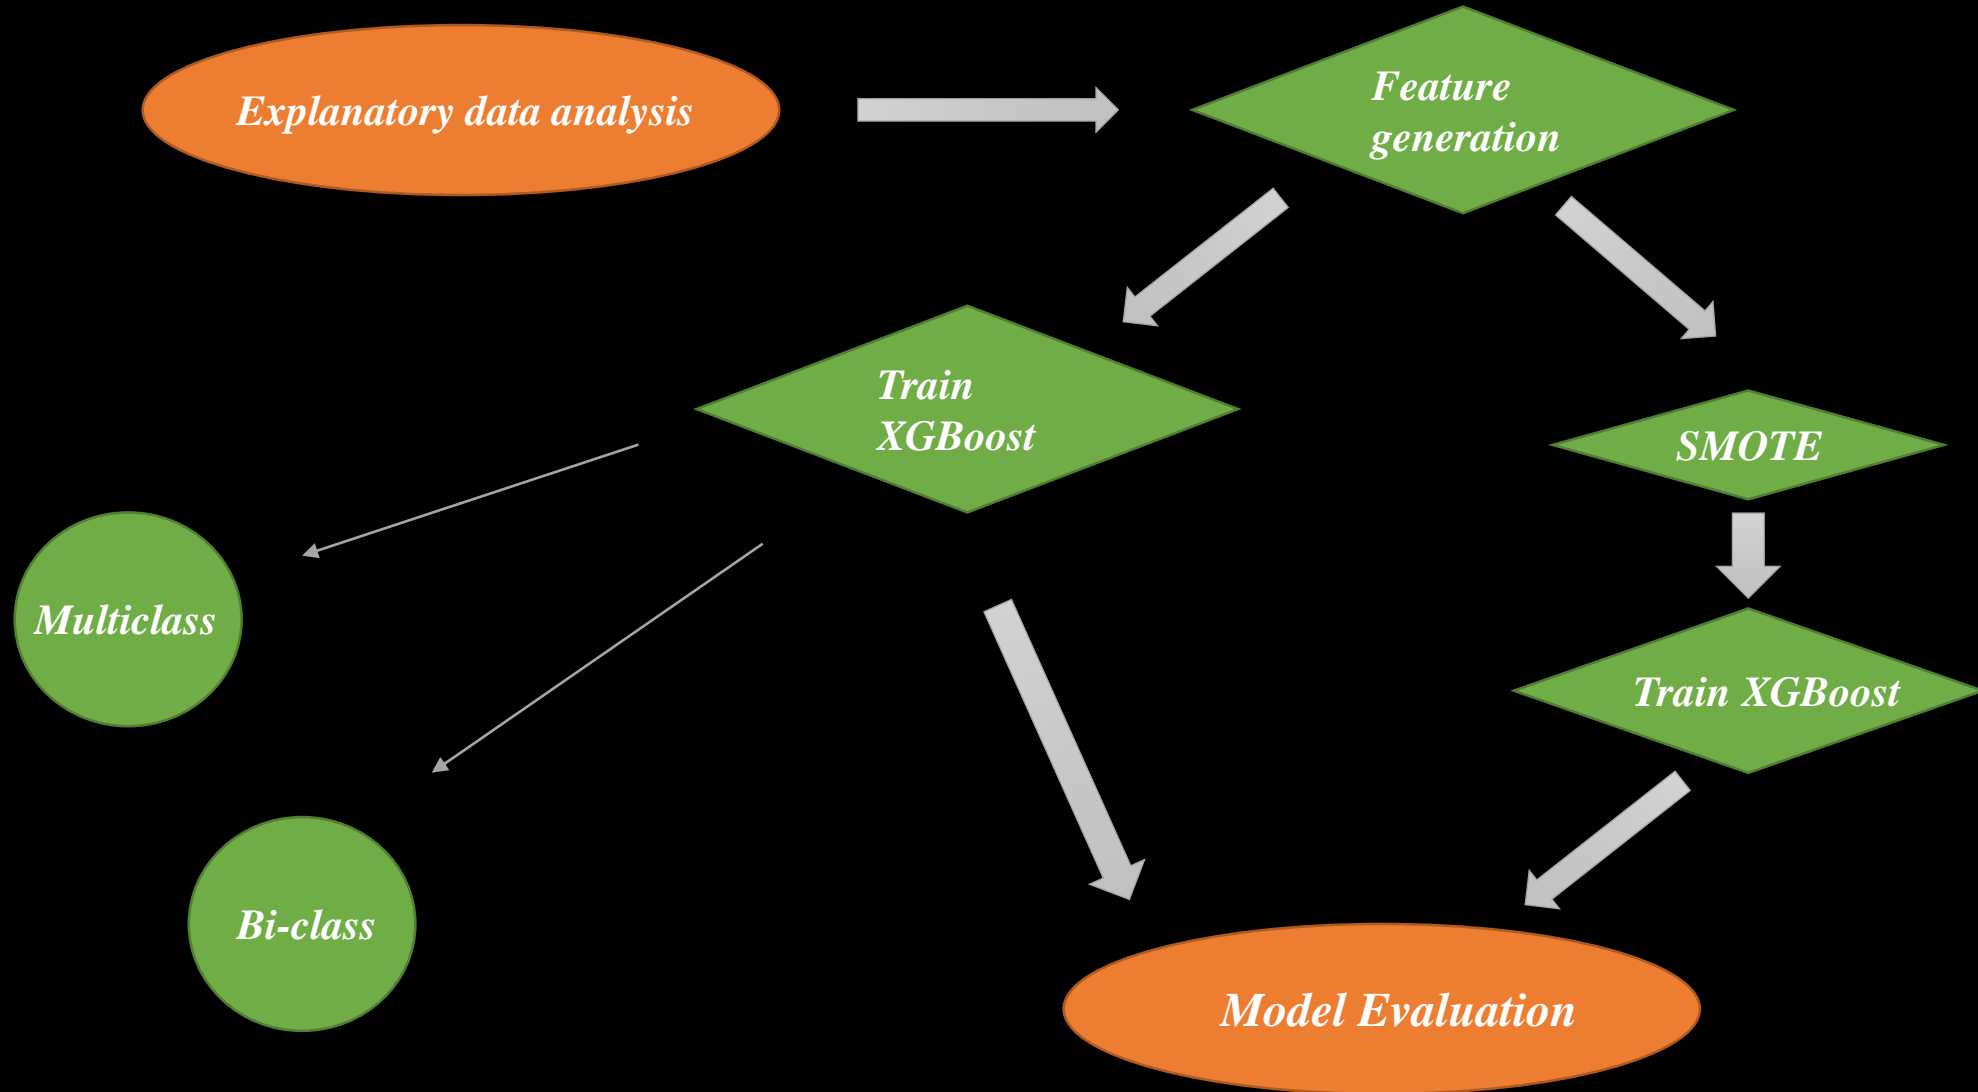 Explanatory data analysis
Feature
generation
Train
XGBoost
SMOTE
Multiclass
Train XGBoost
Bi-class
Model Evaluation